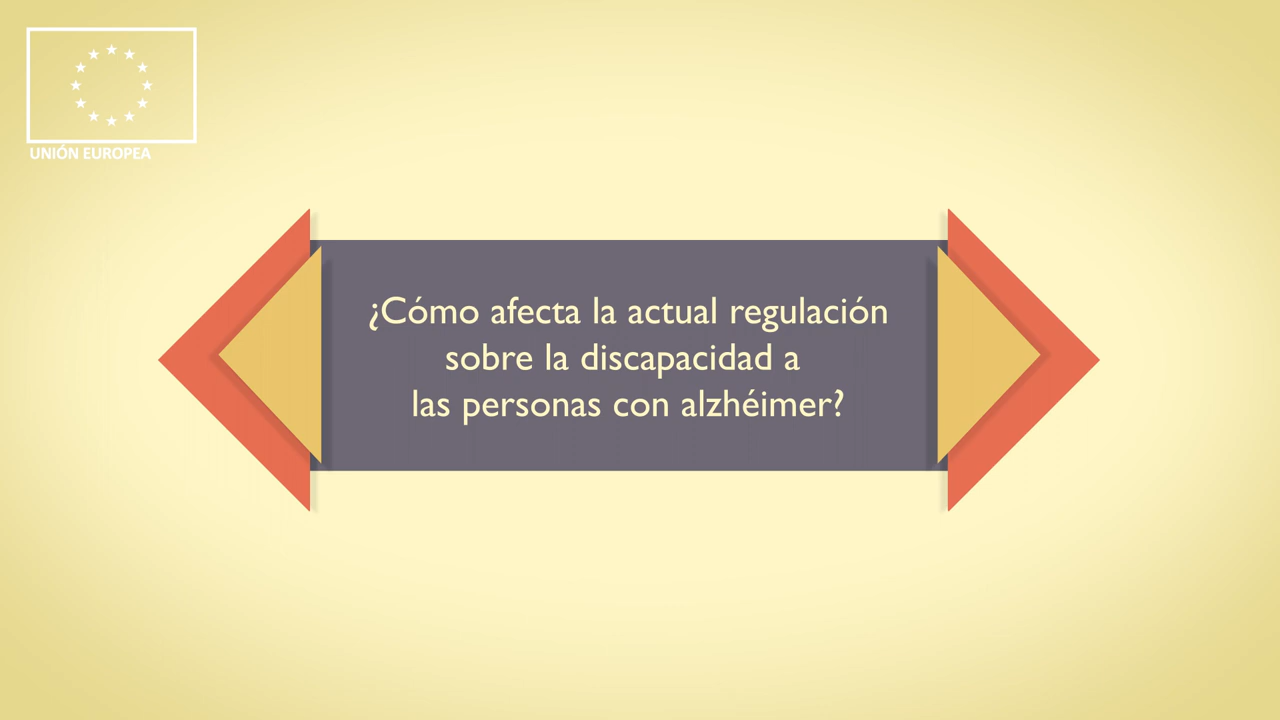 UNIÓN EUROPEA
¿Cómo afecta la actual regulación
sobre la discapacidad a
las personas con alzhéimer?